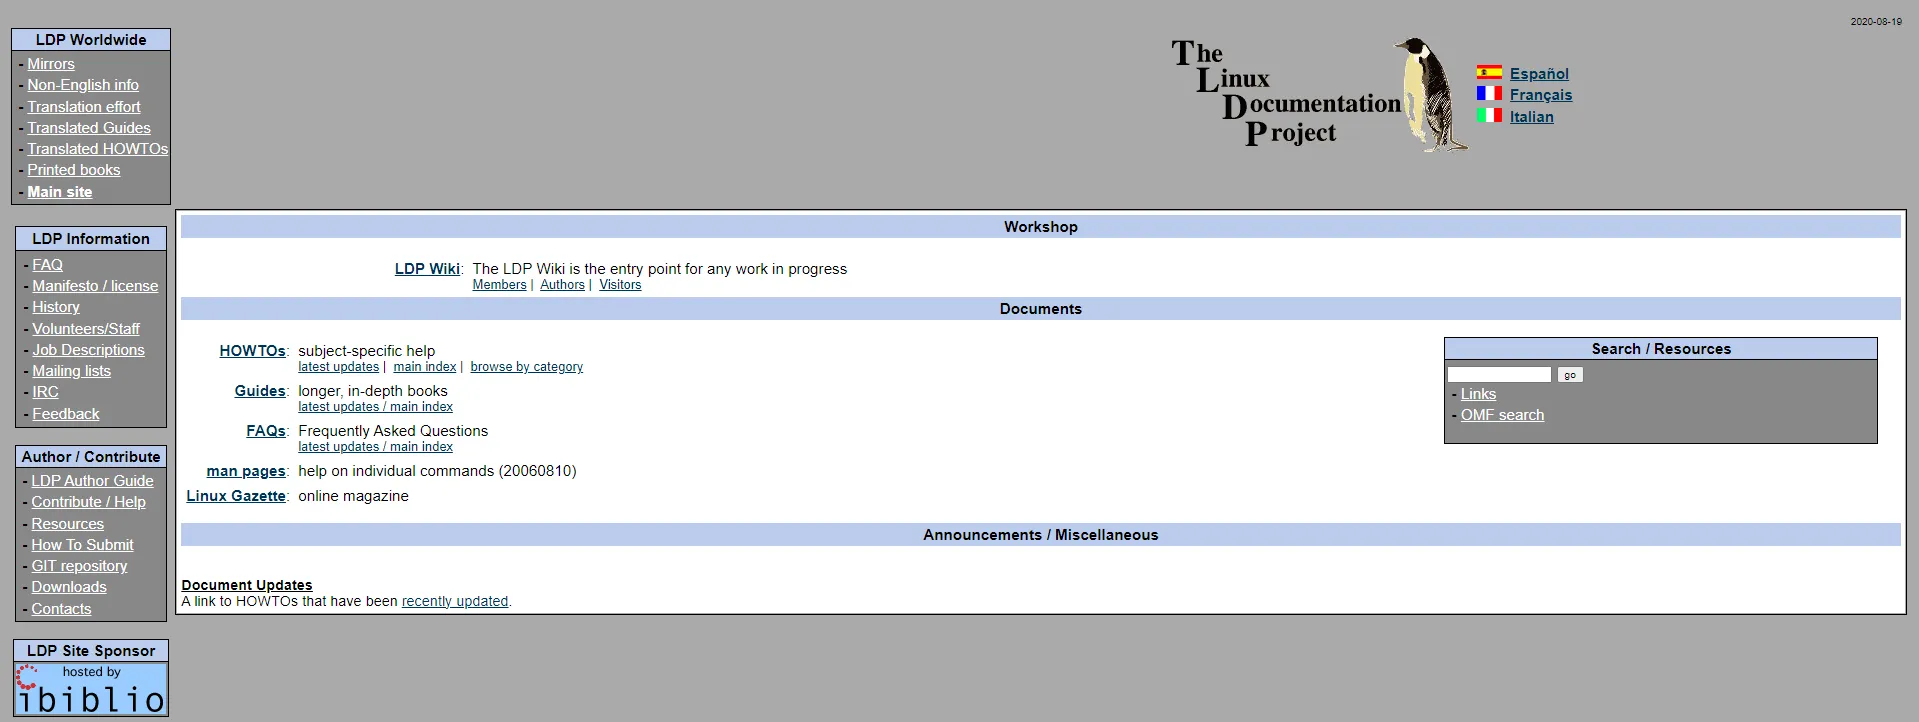 2020-08-19
LDP Worldwide
- Mirrors
- Non-English info
- Translation effort
- Translated Guides
- Translated HOWTOs
- Printed books
- Main site
The
Linux
Documentation
Project
Español
Français
Italian
LDP Information
- FAQ
- Manifesto / license
- History
- Volunteers/Staff
- Job Descriptions
- Mailing lists
- IRC
- Feedback
Author / Contribute
- LDP Author Guide
- Contribute / Help
- Resources
- How To Submit
- GIT repository
- Downloads
- Contacts
LDP Site Sponsor
hosted by
ibiblio
Workshop
LDP Wiki: The LDP Wiki is the entry point for any work in progress
Members | Authors | Visitors
Documents
HOWTOs: subject-specific help
latest updates | main index | browse by category
Guides: longer, in-depth books
latest updates / main index
FAQs: Frequently Asked Questions
latest updates / main index
man pages: help on individual commands (20060810)
Linux Gazette: online magazine
Search / Resources
go
- Links
- OMF search
Announcements / Miscellaneous
Document Updates
A link to HOWTOs that have been recently updated.